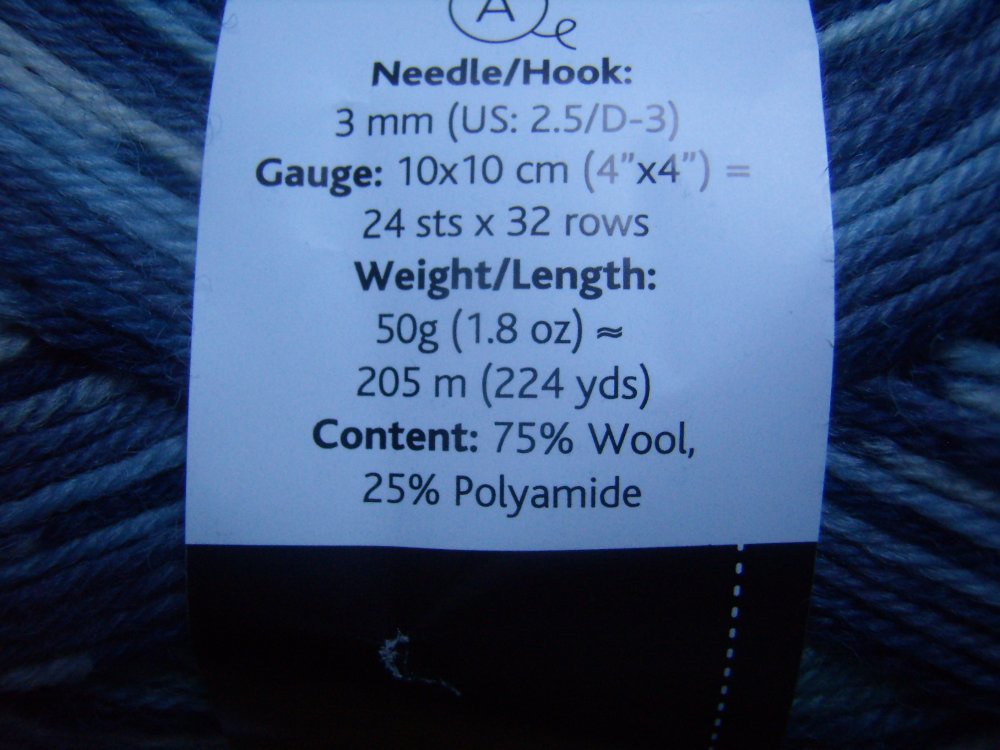 A
Needle/Hook:
3 mm (US: 2.5/D-3)
Gauge: 10x10 cm (4”x4”) =
24 sts x 32 rows
Weight/Length:
50g (1.8 oz) ≈
205 m (224 yds)
Content: 75% Wool,
25% Polyamide